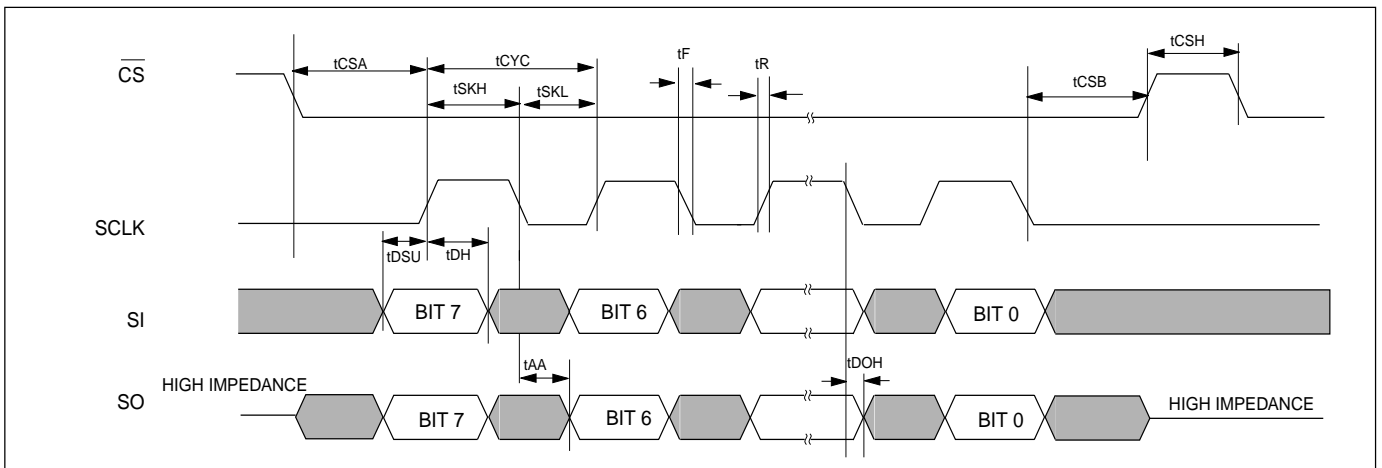 tCSH
tCSA
tCYC
tF
tR
CS
tCSB
tSKH
tSKL
SCLK
tDSU
tDH
SI
BIT 7
BIT 6
BIT 0
tAA
tDOH
HIGH IMPEDANCE
SO
BIT 7
BIT 6
BIT 0
HIGH IMPEDANCE